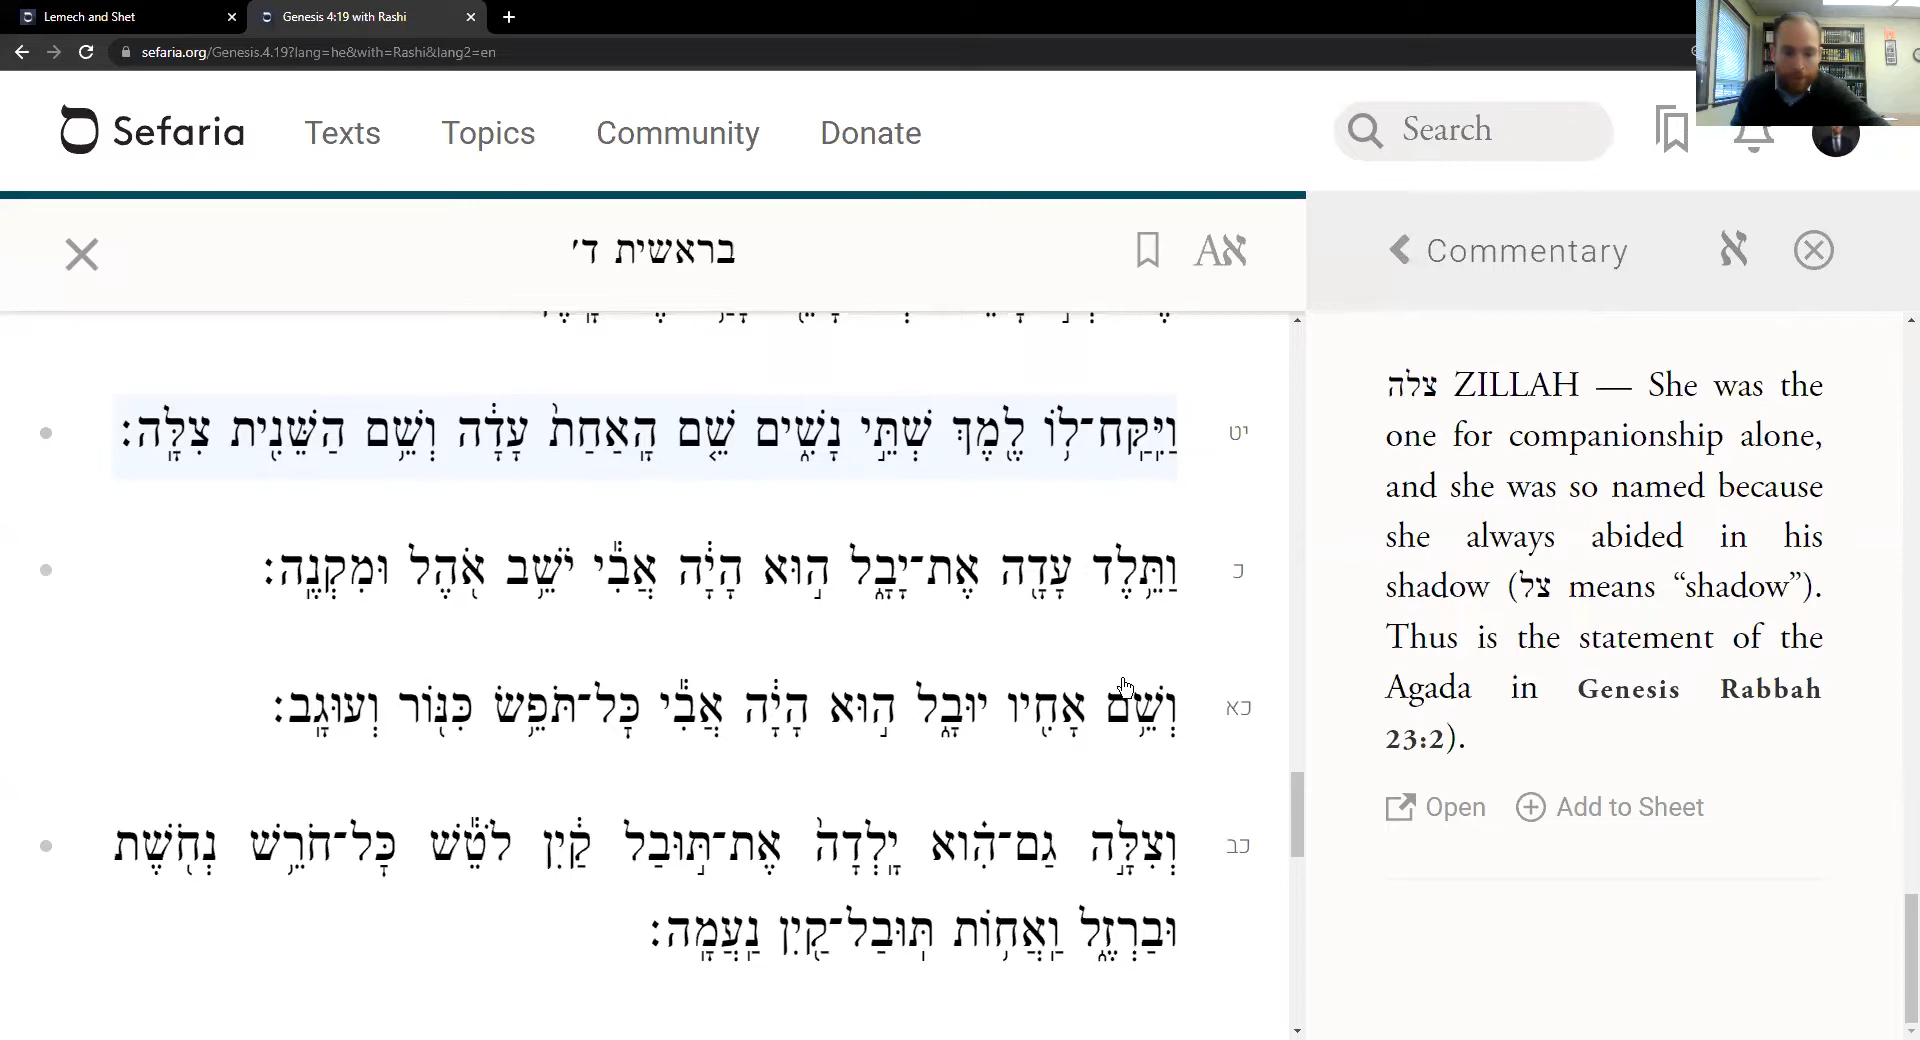 Lemech and Shet
Genesis 4:19 with Rashi
sefaria.org/Genesis.4.19?lang=he&with=Rashi&lang2=en
Sefaria Texts Topics Community Donate Search
בראשית ד׳
Commentary
יט וַיִּֽקַּֽח־ל֥וֹ לֶ֖מֶךְ שְׁתֵּ֣י נָשִׁ֑ים שֵׁ֤ם הָֽאַחַת֙ עָדָ֔ה וְשֵׁ֥ם הַשֵּׁנִ֖ית צִלָּֽה׃
כ וַתֵּ֥לֶד עָדָ֖ה אֶת־יָבָ֑ל ה֣וּא הָיָ֔ה אֲבִ֕י יֹשֵׁ֥ב אֹ֖הֶל וּמִקְנֶֽה׃
כא וְשֵׁ֥ם אָחִ֖יו יוּבָ֑ל ה֣וּא הָיָ֔ה אֲבִ֕י כׇּל־תֹּפֵ֥שׂ כִּנּ֖וֹר וְעוּגָֽב׃
כב וְצִלָּ֣ה גַם־הִ֗וא יָֽלְדָה֙ אֶת־תּ֣וּבַל קַ֔יִן לֹטֵ֕שׁ כׇּל־חֹרֵ֥שׁ נְחֹ֖שֶׁת
וּבַרְזֶ֑ל וַֽאֲח֥וֹת תּֽוּבַל־קַ֖יִן נַֽעֲמָֽה׃
צלה ZILLAH — She was the
one for companionship alone,
and she was so named because
she always abided in his
shadow (צל means “shadow”).
Thus is the statement of the
Agada in Genesis Rabbah
23:2).
Open Add to Sheet